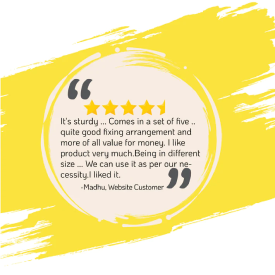 It's sturdy ... Comes in a set of five ..
quite good fixing arrangement and
more of all value for money. I like
product very much.Being in different
size ... We can use it as per our ne-
cessity.I liked it.
-Madhu, Website Customer